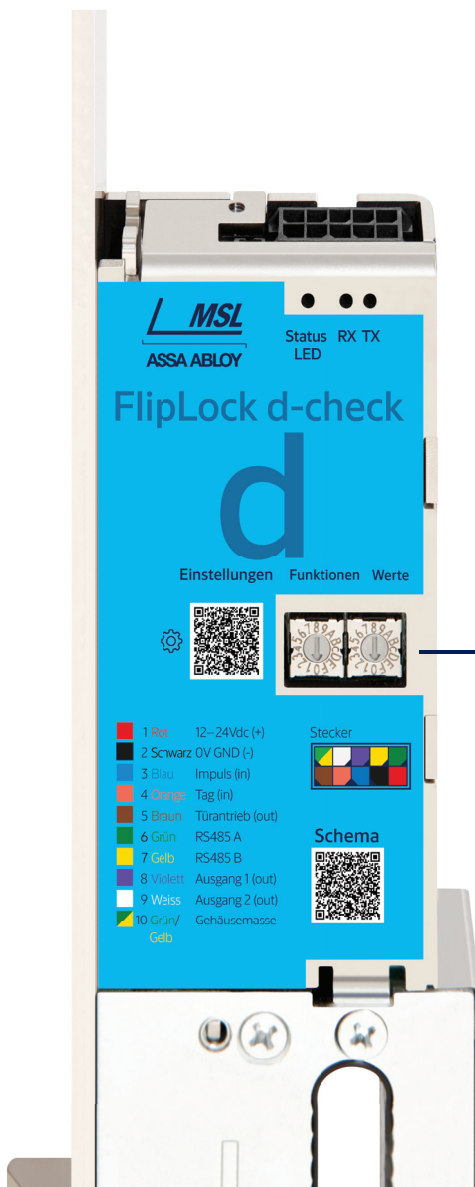 MSL
ASSA ABLOY
Status RX TX
LED
FlipLock d-check
d
Einstellungen Funktionen Werte
1 Rot 12–24Vdc (+)
2 Schwarz 0V GND (-)
3 Blau Impuls (in)
4 Orange Tag (in)
5 Braun Türantrieb (out)
6 Grün RS485 A
7 Gelb RS485 B
8 Violett Ausgang 1 (out)
9 Weiss Ausgang 2 (out)
10 Grün/ Gehäusemasse
Gelb
Stecker
Schema